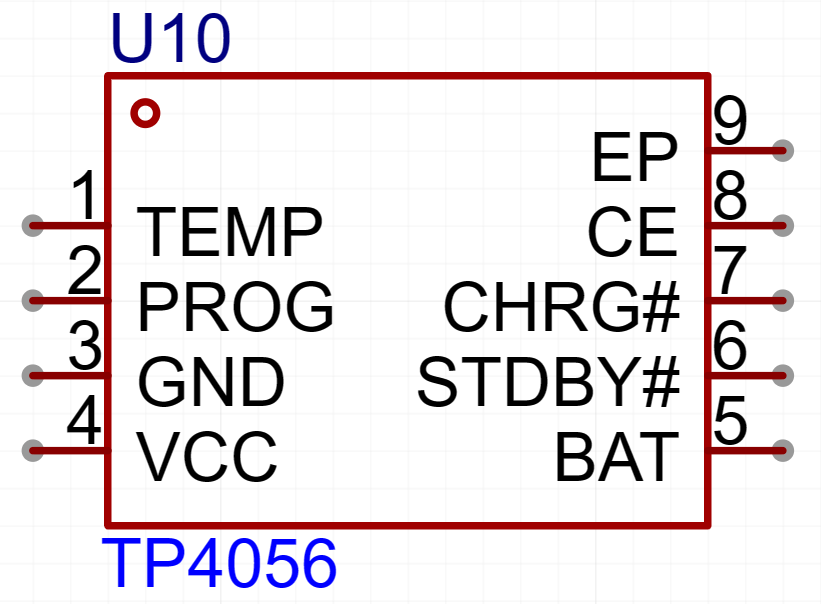 U10
9
EP
1
8
TEMP
CE
2
7
PROG
CHRG#
3
6
GND
STDBY#
4
5
VCC
BAT
TP4056